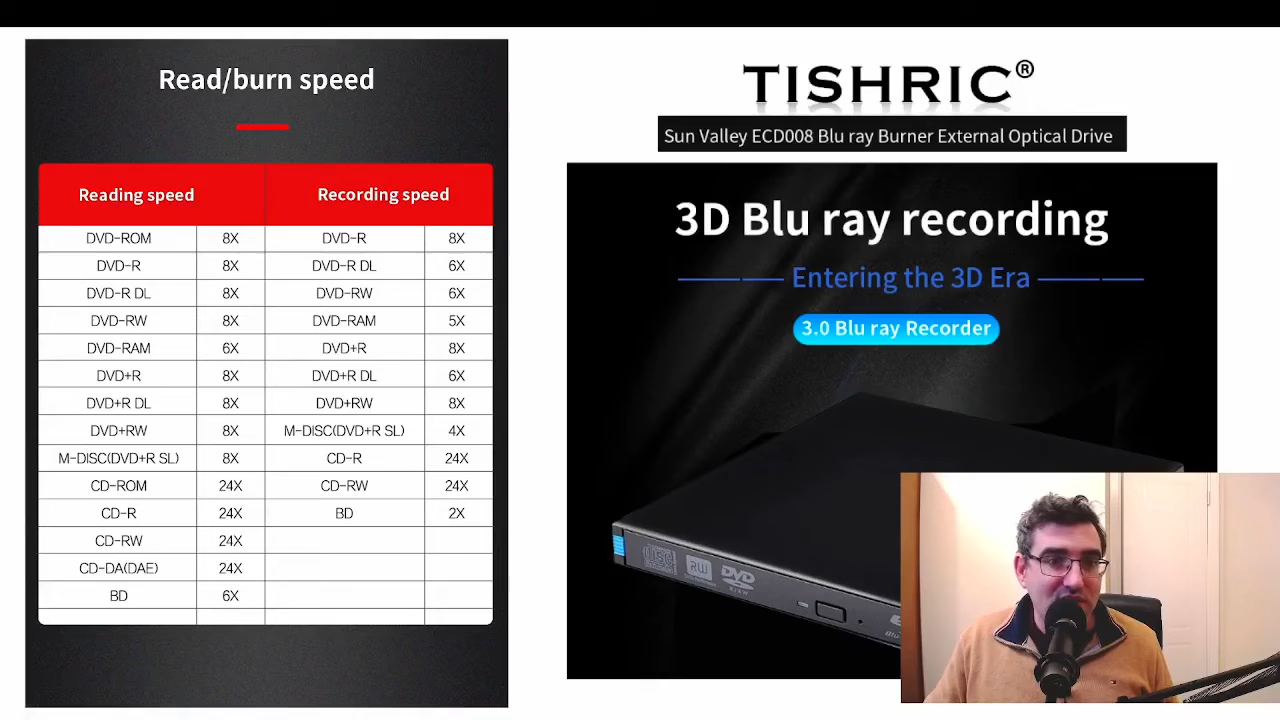 Read/burn speed
Reading speed Recording speed
DVD-ROM 8X DVD-R 8X
DVD-R 8X DVD-R DL 6X
DVD-R DL 8X DVD-RW 6X
DVD-RW 8X DVD-RAM 5X
DVD-RAM 6X DVD+R 8X
DVD+R 8X DVD+R DL 6X
DVD+R DL 8X DVD+RW 8X
DVD+RW 8X M-DISC(DVD+R SL) 4X
M-DISC(DVD+R SL) 8X CD-R 24X
CD-ROM 24X CD-RW 24X
CD-R 24X BD 2X
CD-RW 24X
CD-DA(DAE) 24X
BD 6X
TISHRIC®
Sun Valley ECD008 Blu ray Burner External Optical Drive
3D Blu ray recording
Entering the 3D Era
3.0 Blu ray Recorder
RW
DVD